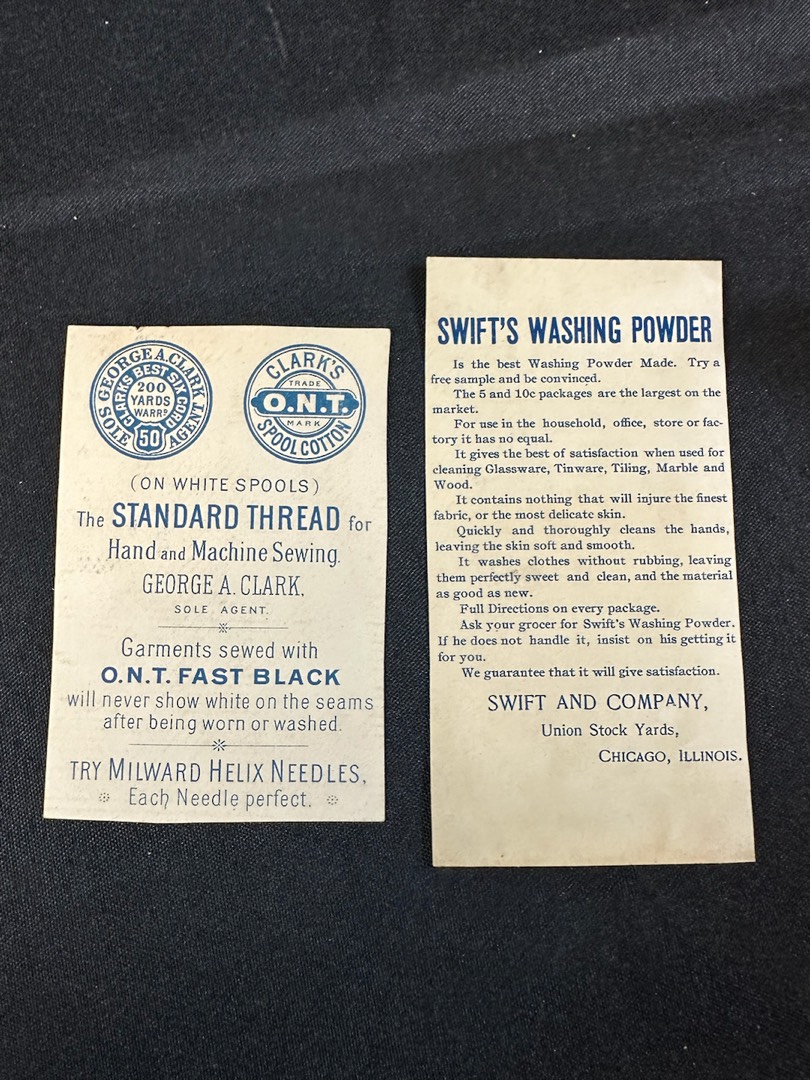 GEORGE A. CLARK
SOLE AGENT
CLARKS BEST SIX CORD
200
YARDS
WARRD
50
CLARK'S
TRADE
O.N.T.
MARK
SPOOL COTTON
(ON WHITE SPOOLS)
The STANDARD THREAD for
Hand and Machine Sewing.
GEORGE A. CLARK,
SOLE AGENT.
Garments sewed with
O.N.T. FAST BLACK
will never show white on the seams
after being worn or washed.
TRY MILWARD HELIX NEEDLES,
Each Needle perfect.
SWIFT'S WASHING POWDER
Is the best Washing Powder Made. Try a
free sample and be convinced.
The 5 and 10c packages are the largest on the
market.
For use in the household, office, store or fac-
tory it has no equal.
It gives the best of satisfaction when used for
cleaning Glassware, Tinware, Tiling, Marble and
Wood.
It contains nothing that will injure the finest
fabric, or the most delicate skin.
Quickly and thoroughly cleans the hands,
leaving the skin soft and smooth.
It washes clothes without rubbing, leaving
them perfectly sweet and clean, and the material
as good as new.
Full Directions on every package.
Ask your grocer for Swift's Washing Powder.
If he does not handle it, insist on his getting it
for you.
We guarantee that it will give satisfaction.
SWIFT AND COMPANY,
Union Stock Yards,
CHICAGO, ILLINOIS.